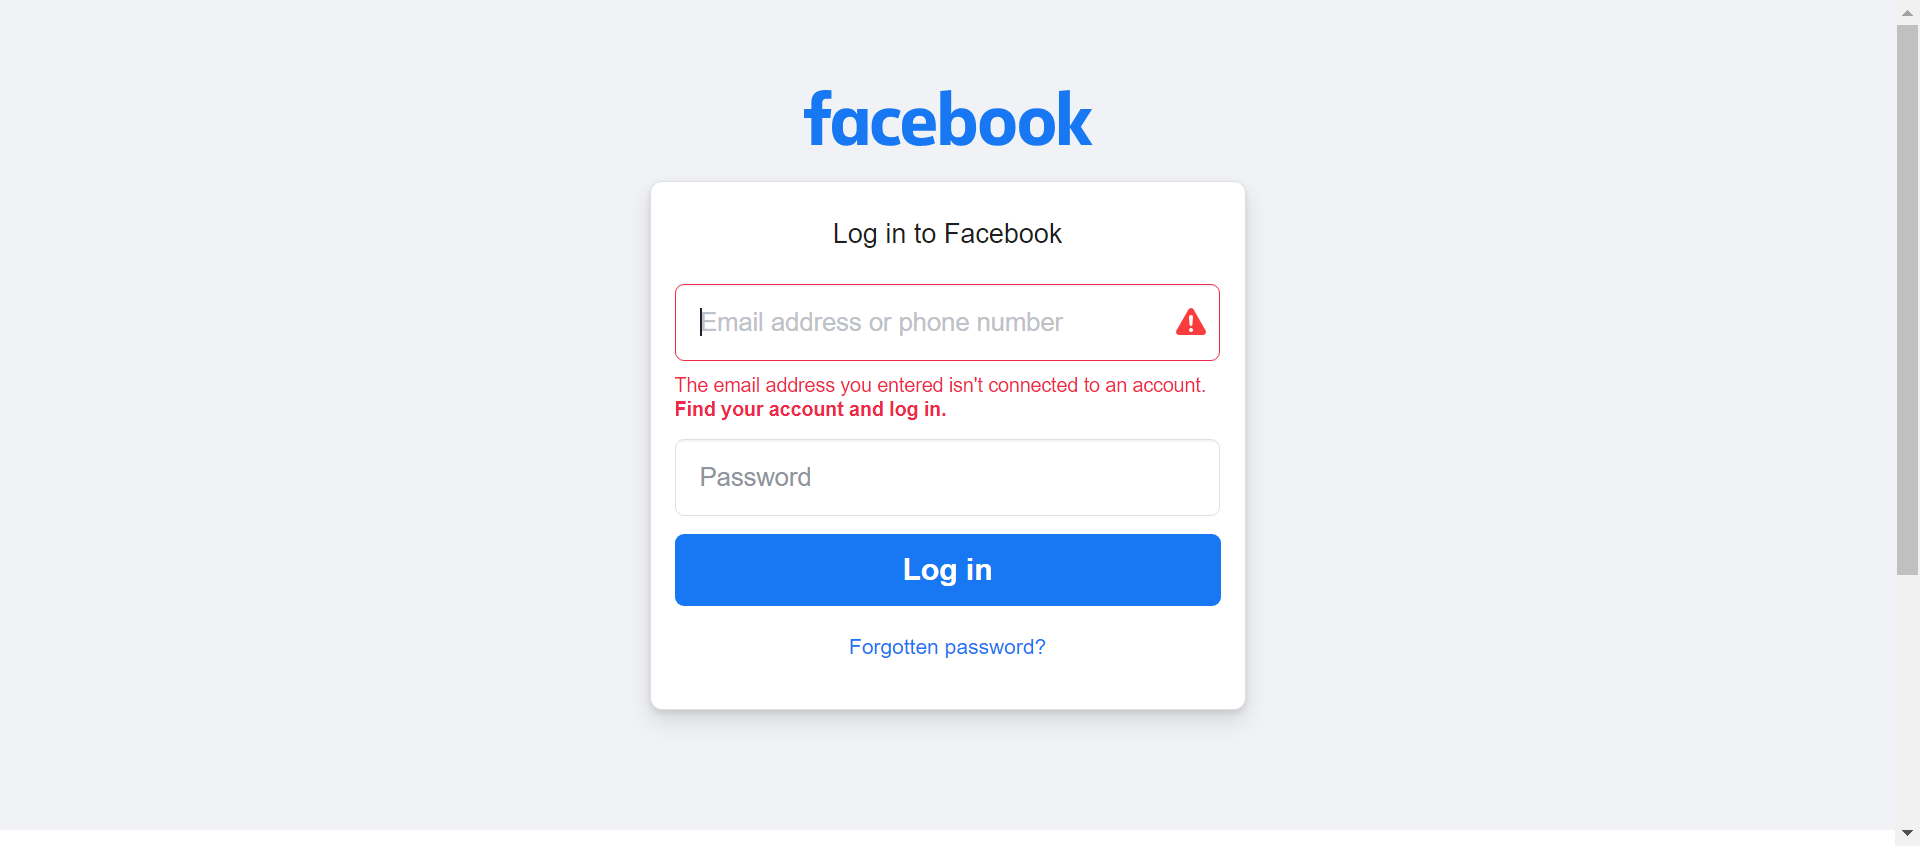 facebook
Log in to Facebook
Email address or phone number
The email address you entered isn't connected to an account.
Find your account and log in.
Password
Log in
Forgotten password?